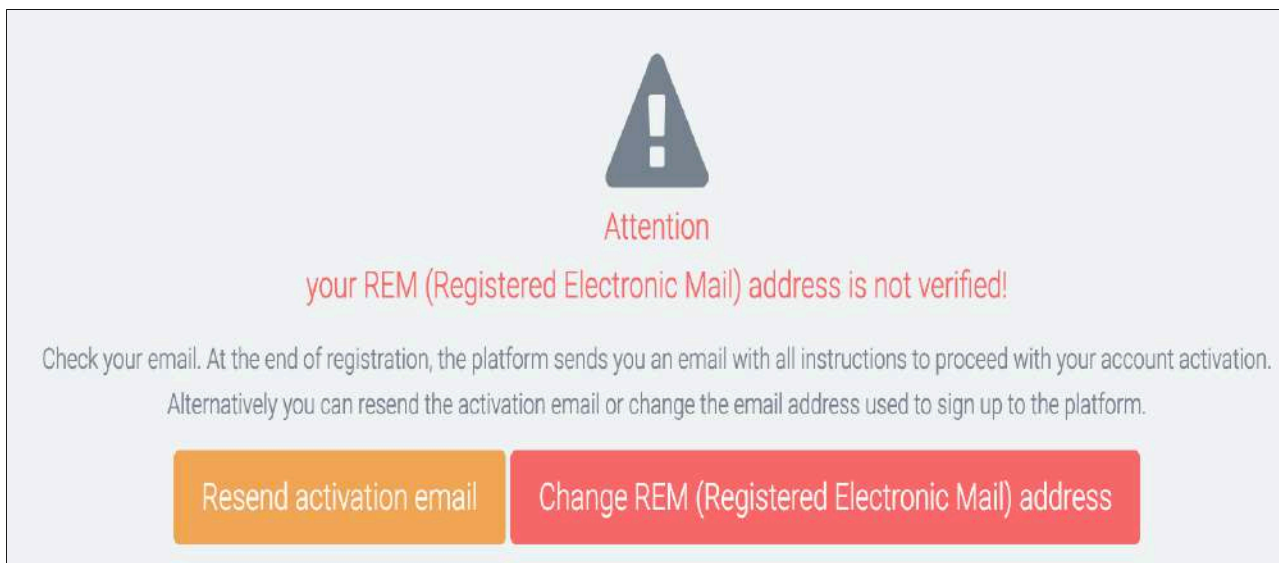 Attention
your REM (Registered Electronic Mail) address is not verified!
Check your email. At the end of registration, the platform sends you an email with all instructions to proceed with your account activation.
Alternatively you can resend the activation email or change the email address used to sign up to the platform.
Resend activation email
Change REM (Registered Electronic Mail) address